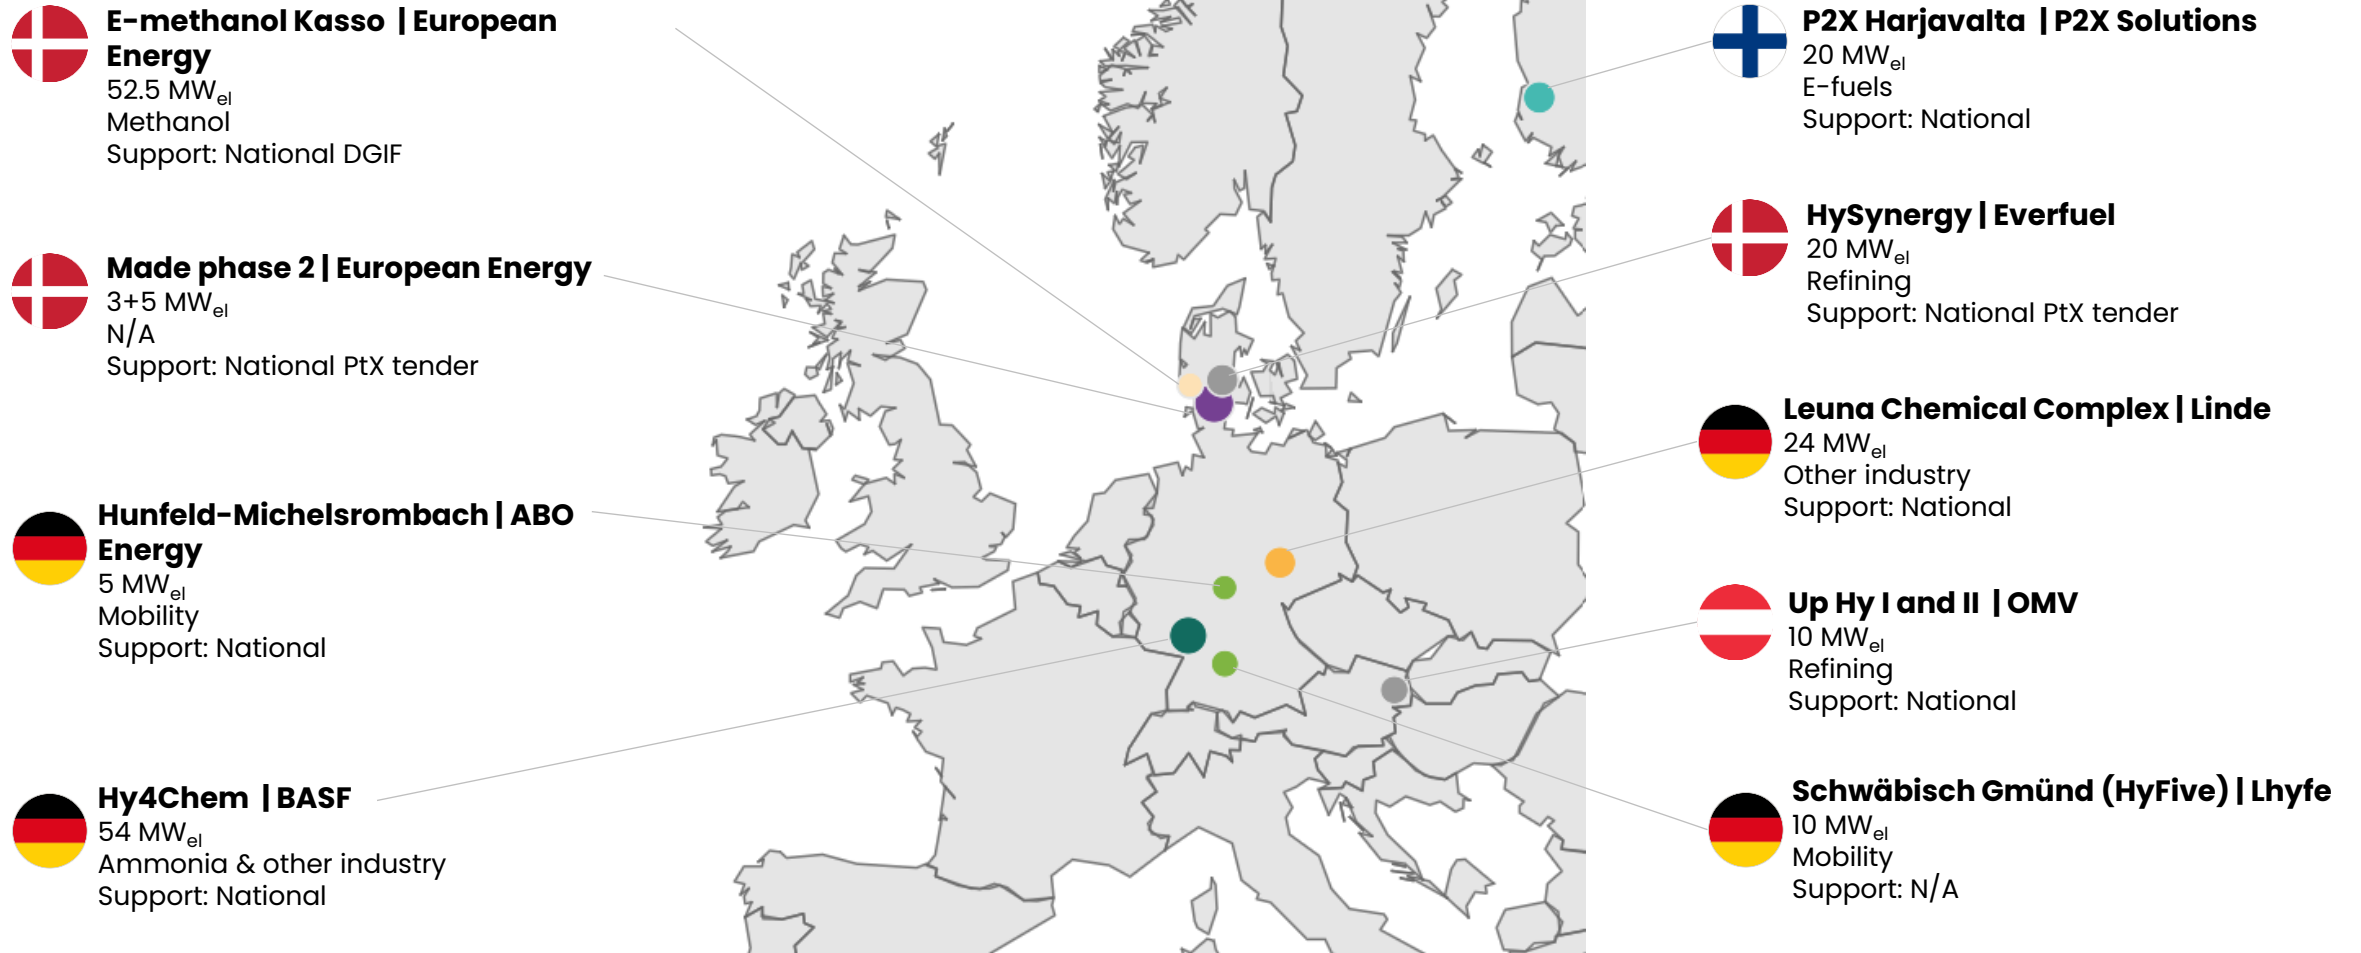 E-methanol Kasso | European
Energy
52.5 MWel
Methanol
Support: National DGIF
Made phase 2 | European Energy
3+5 MWel
N/A
Support: National PtX tender
Hunfeld-Michelsrombach | ABO
Energy
5 MWel
Mobility
Support: National
Hy4Chem | BASF
54 MWel
Ammonia & other industry
Support: National
P2X Harjavalta | P2X Solutions
20 MWel
E-fuels
Support: National
HySynergy | Everfuel
20 MWel
Refining
Support: National PtX tender
Leuna Chemical Complex | Linde
24 MWel
Other industry
Support: National
Up Hy I and II | OMV
10 MWel
Refining
Support: National
Schwäbisch Gmünd (HyFive) | Lhyfe
10 MWel
Mobility
Support: N/A